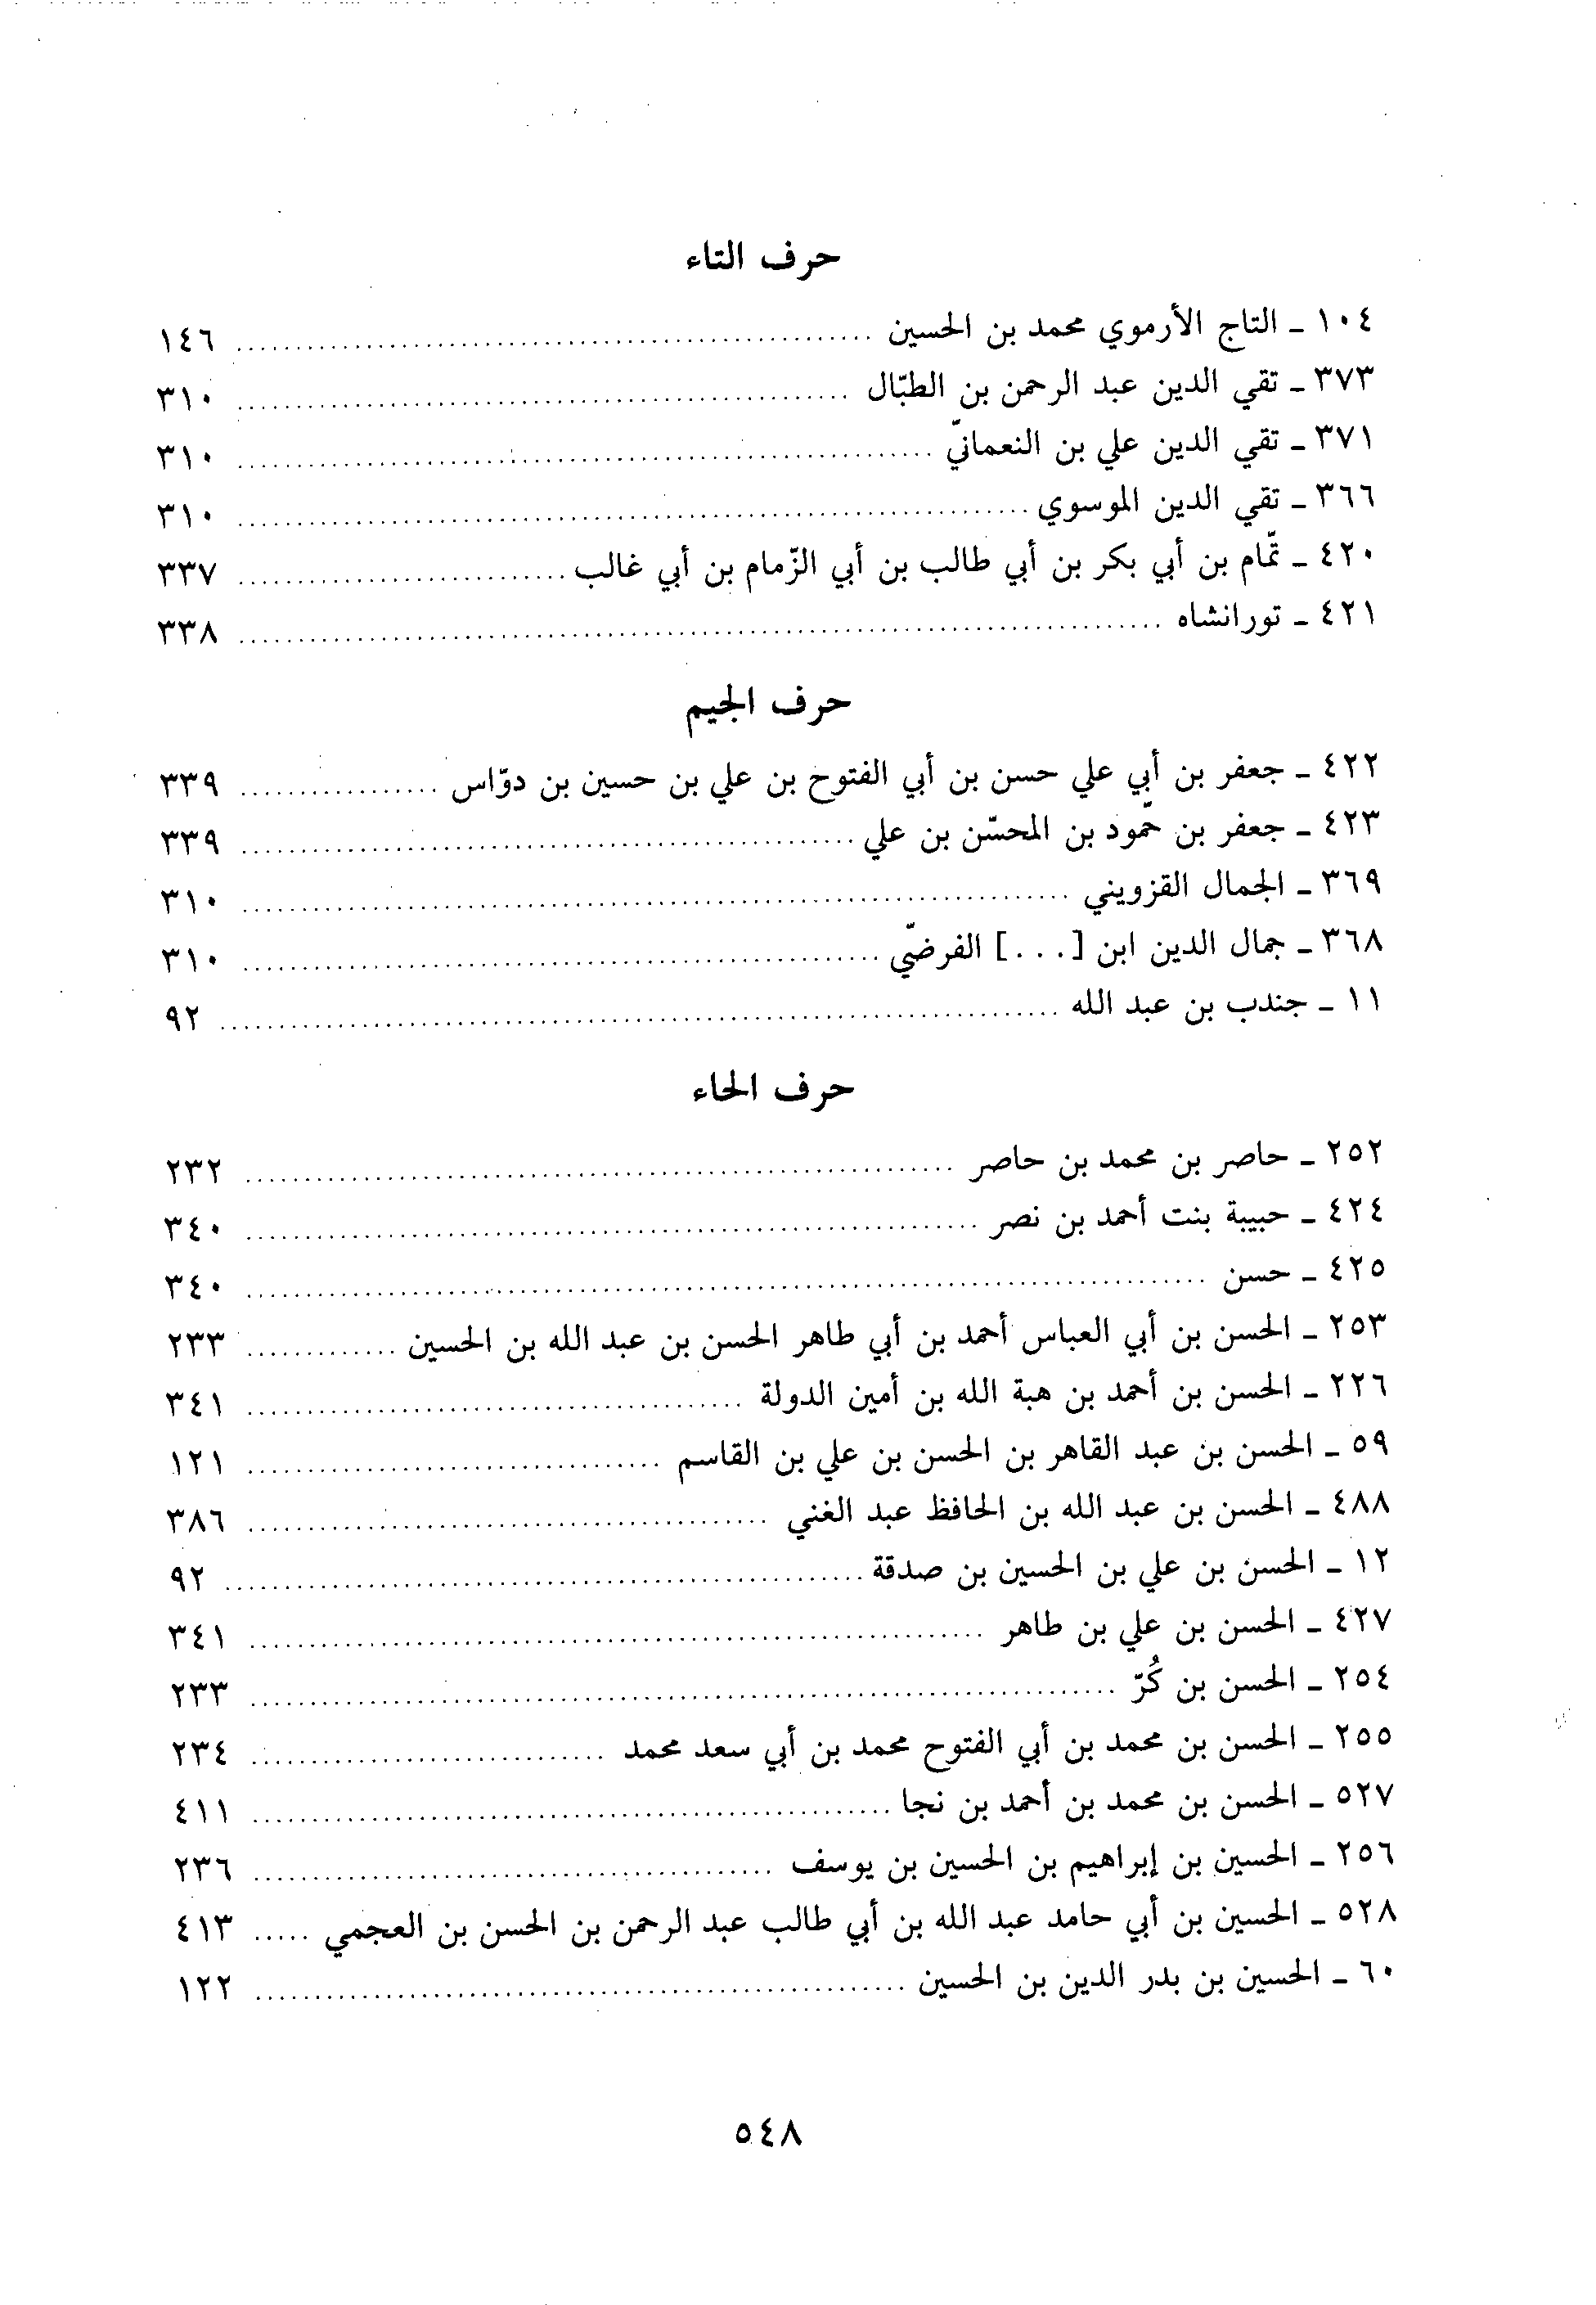 حرف التاء
١٠٤ ـ التاج الأرموي محمد بن الحسين ........................................ ١٤٦
٣٧٣ ـ تقي الدين عبد الرحمن بن الطبّال ........................................ ٣١٠
٣٧١ ـ تقي الدين علي بن النعمانيّ ........................................ ٣١٠
٣٦٦ ـ تقي الدين الموسوي ........................................ ٣١٠
٤٢٠ ـ تمّام بن أبي بكر بن أبي طالب بن أبي الزّمام بن أبي غالب .................... ٣٣٧
٤٢١ ـ تورانشاه ........................................ ٣٣٨
حرف الجيم
٤٢٢ ـ جعفر بن أبي علي حسن بن أبي الفتوح بن علي بن حسين بن دوّاس ............ ٣٣٩
٤٢٣ ـ جعفر بن حمّود بن المحسّن بن علي ........................................ ٣٣٩
٣٦٩ ـ الجمال القزويني ........................................ ٣١٠
٣٦٨ ـ جمال الدين ابن [...] الفرضيّ ........................................ ٣١٠
١١ ـ جندب بن عبد الله ........................................ ٩٢
حرف الحاء
٢٥٢ ـ حاصر بن محمد بن حاصر ........................................ ٢٣٢
٤٢٤ ـ حبيبة بنت أحمد بن نصر ........................................ ٣٤٠
٤٢٥ ـ حسن ........................................ ٣٤٠
٢٥٣ ـ الحسن بن أبي العباس أحمد بن أبي طاهر الحسن بن عبد الله بن الحسين ............ ٢٣٣
٢٢٦ ـ الحسن بن أحمد بن هبة الله بن أمين الدولة .............................. ٣٤١
٥٩ ـ الحسن بن عبد القاهر بن الحسن بن علي بن القاسم .............................. ١٢١
٤٨٨ ـ الحسن بن عبد الله بن الحافظ عبد الغني .............................. ٣٨٦
١٢ ـ الحسن بن علي بن الحسين بن صدقة ........................................ ٩٢
٤٢٧ ـ الحسن بن علي بن طاهر ........................................ ٣٤١
٢٥٤ ـ الحسن بن كُرّ ........................................ ٢٣٣
٢٥٥ ـ الحسن بن محمد بن أبي الفتوح محمد بن أبي سعد محمد .................... ٢٣٤
٥٢٧ ـ الحسن بن محمد بن أحمد بن نجا ........................................ ٤١١
٢٥٦ ـ الحسين بن إبراهيم بن الحسين بن يوسف .............................. ٢٣٦
٥٢٨ ـ الحسين بن أبي حامد عبد الله بن أبي طالب عبد الرحمن بن الحسن بن العجمي ..... ٤١٣
٦٠ ـ الحسين بن بدر الدين بن الحسين ........................................ ١٢٢
٥٤٨